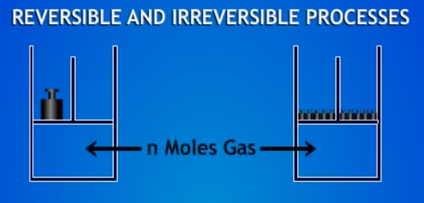 REVERSIBLE AND IRREVERSIBLE PROCESSES
n Moles Gas